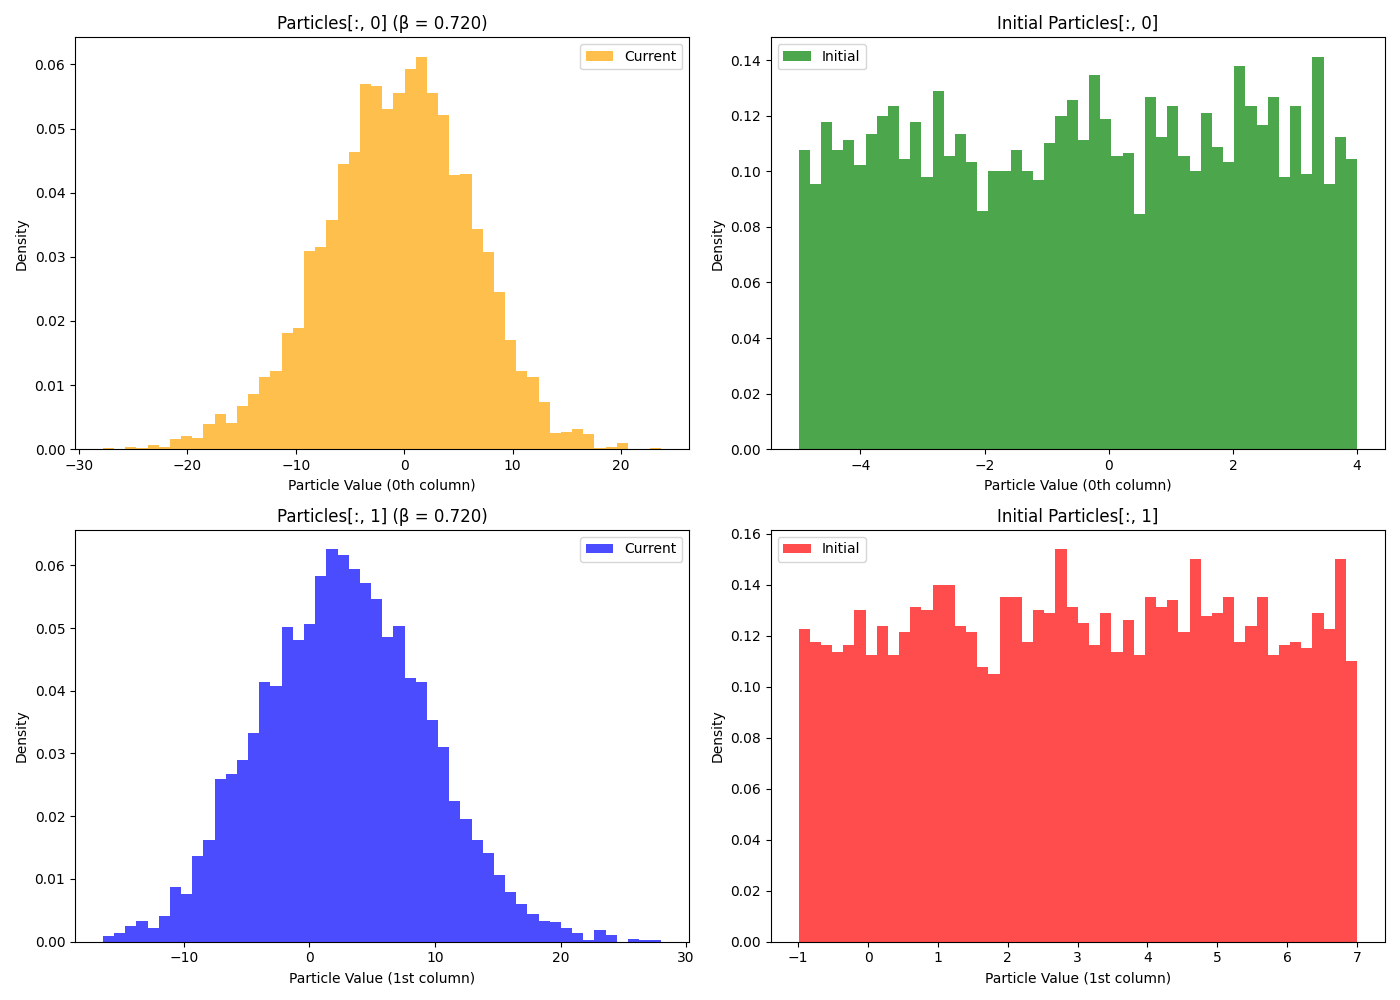 Particles[:, 0] (β = 0.720)
Current
Density
0.06
0.05
0.04
0.03
0.02
0.01
0.00
−30 −20 −10 0 10 20
Particle Value (0th column)
Initial Particles[:, 0]
Initial
Density
0.14
0.12
0.10
0.08
0.06
0.04
0.02
0.00
−4 −2 0 2 4
Particle Value (0th column)
Particles[:, 1] (β = 0.720)
Current
Density
0.06
0.05
0.04
0.03
0.02
0.01
0.00
−10 0 10 20 30
Particle Value (1st column)
Initial Particles[:, 1]
Initial
Density
0.16
0.14
0.12
0.10
0.08
0.06
0.04
0.02
0.00
−1 0 1 2 3 4 5 6 7
Particle Value (1st column)